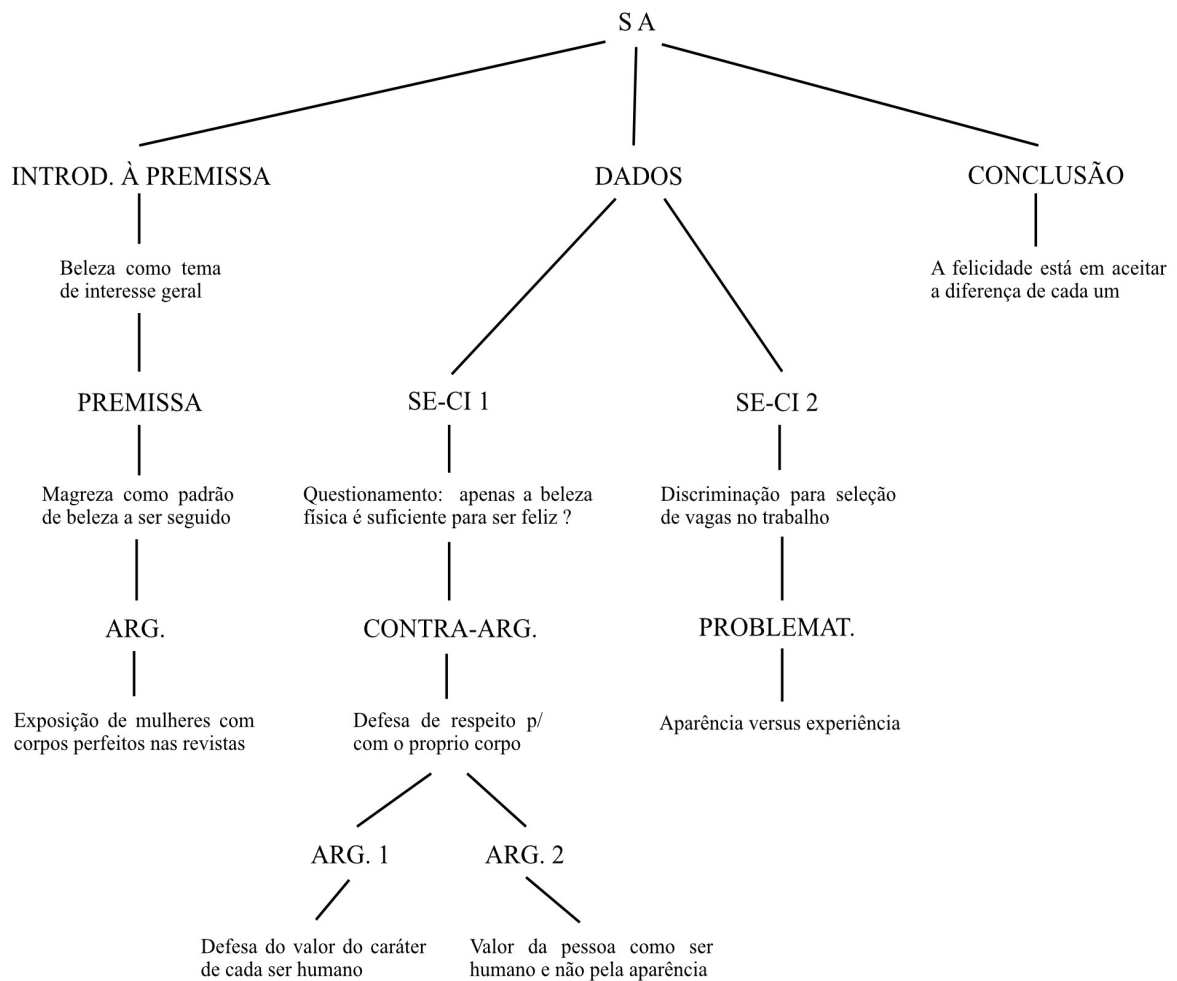 S A
INTROD. À PREMISSA
DADOS
CONCLUSÃO
Beleza como tema
de interesse geral
A felicidade está em aceitar
a diferença de cada um
PREMISSA
SE-CI 1
SE-CI 2
Magreza como padrão
de beleza a ser seguido
Questionamento: apenas a beleza
física é suficiente para ser feliz ?
Discriminação para seleção
de vagas no trabalho
ARG.
CONTRA-ARG.
PROBLEMAT.
Exposição de mulheres com
corpos perfeitos nas revistas
Defesa de respeito p/
com o proprio corpo
Aparência versus experiência
ARG. 1
ARG. 2
Defesa do valor do caráter
de cada ser humano
Valor da pessoa como ser
humano e não pela aparência